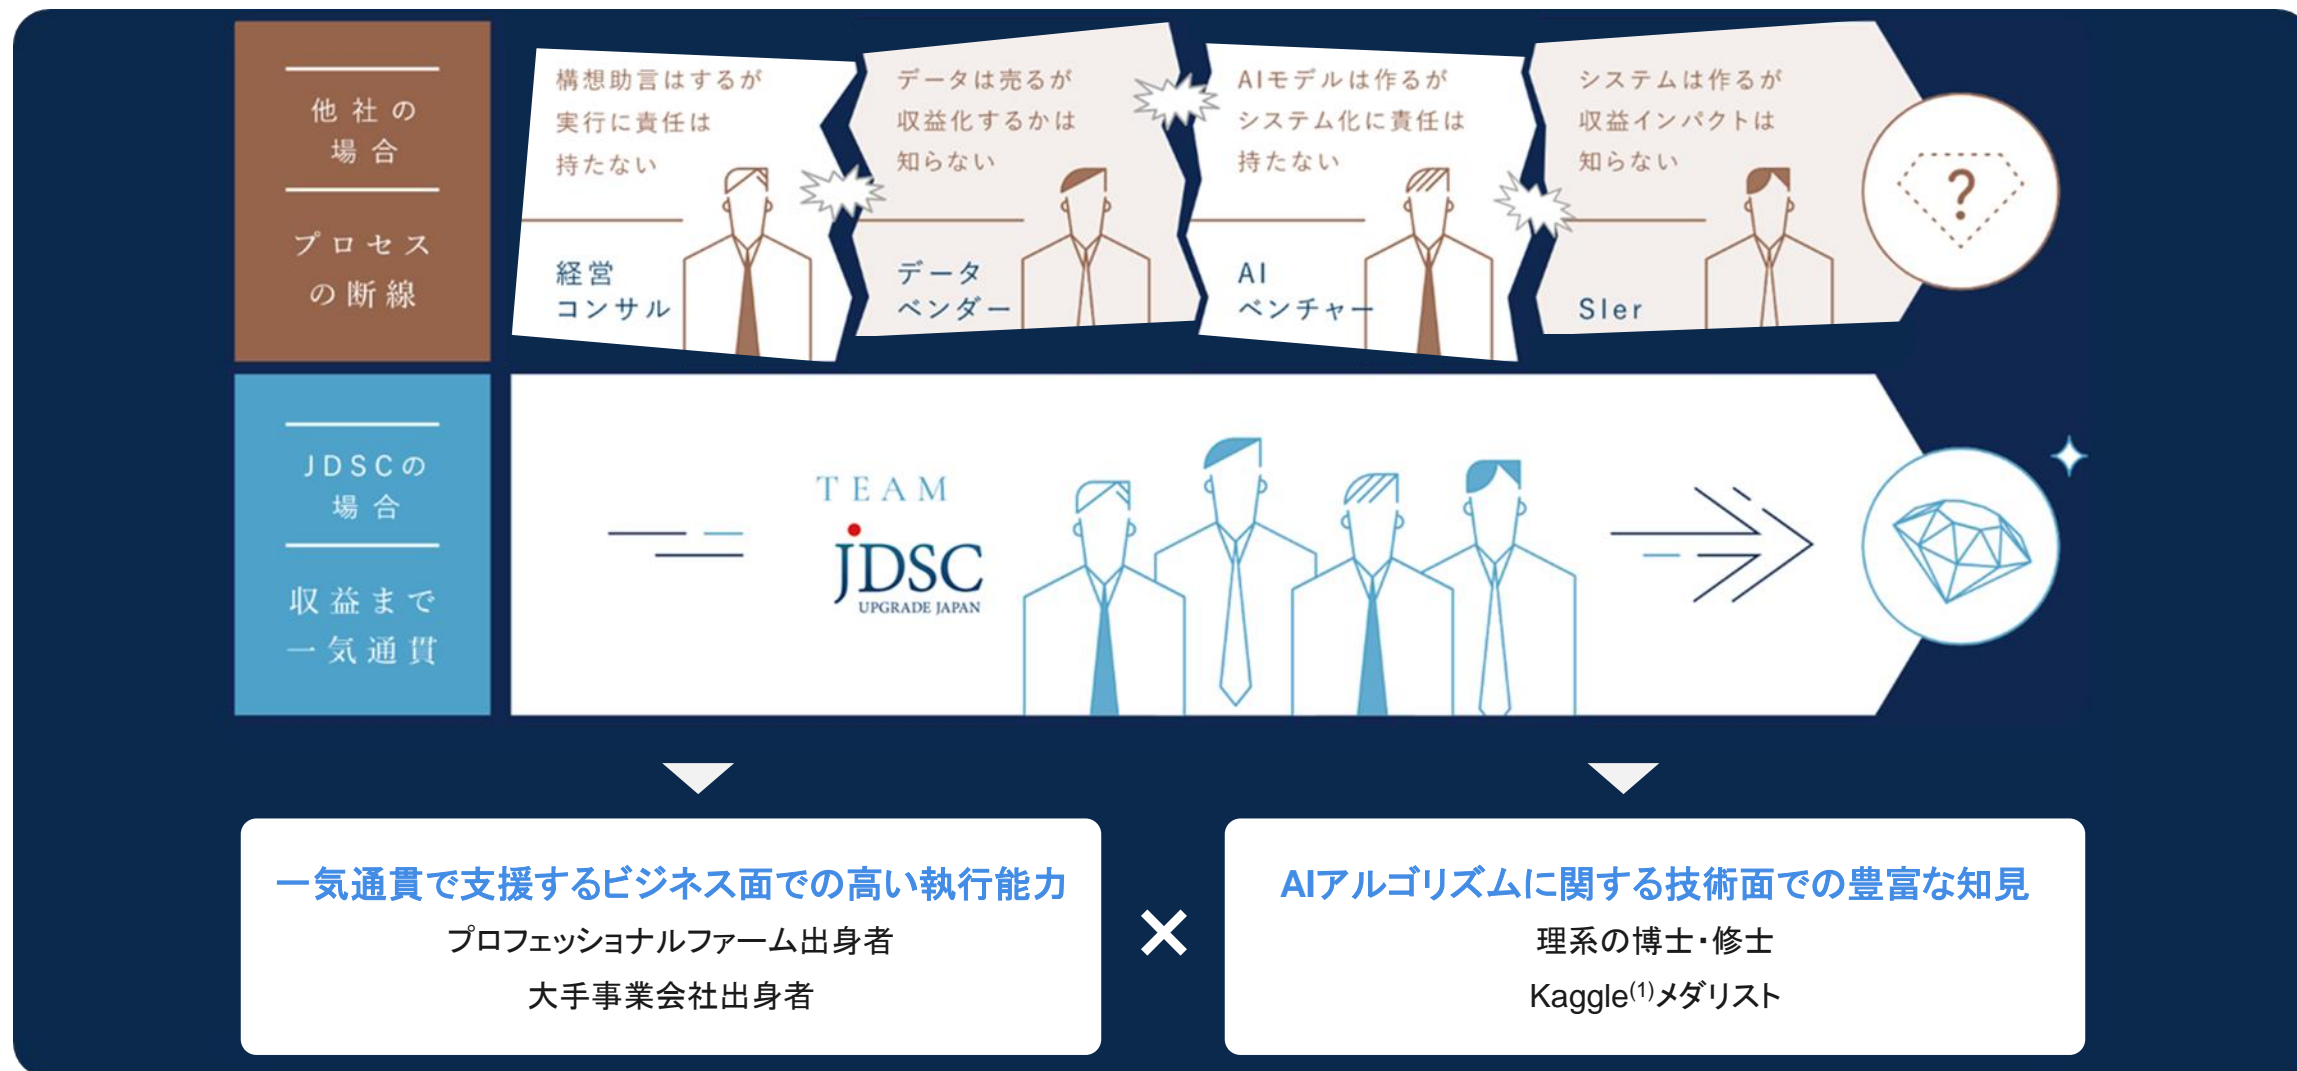 他社の
場合
プロセス
の断線
構想助言はするが
実行に責任は
持たない
経営
コンサル
データは売るが
収益化するかは
知らない
データ
ベンダー
AIモデルは作るが
システム化に責任は
持たない
AI
ベンチャー
システムは作るが
収益インパクトは
知らない
SIer
?
JDSCの
場合
収益まで
一気通貫
TEAM
JDSC
UPGRADE JAPAN
一気通貫で支援するビジネス面での高い執行能力
プロフェッショナルファーム出身者
大手事業会社出身者
×
AIアルゴリズムに関する技術面での豊富な知見
理系の博士・修士
Kaggle(1)メダリスト